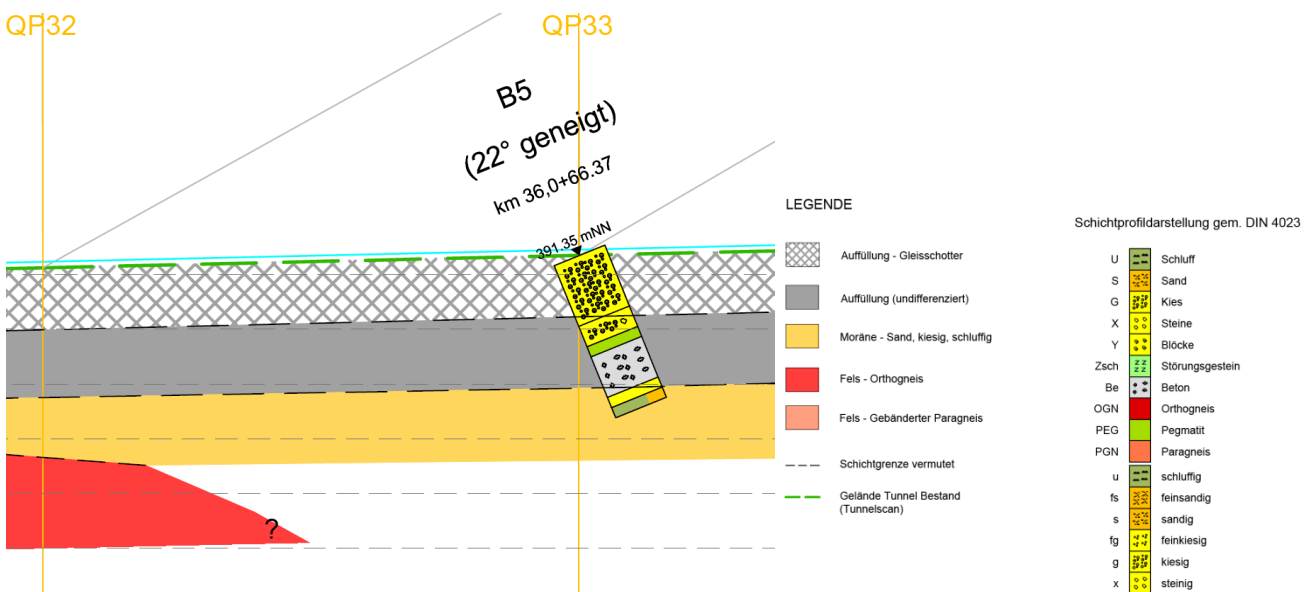 QP32
QP33
B5
(22° geneigt)
km 36,0+66.37
391.35 mNN
?
LEGENDE
Auffüllung - Gleisschotter
Auffüllung (undifferenziert)
Moräne - Sand, kiesig, schluffig
Fels - Orthogneis
Fels - Gebänderter Paragneis
Schichtgrenze vermutet
Gelände Tunnel Bestand
(Tunnelscan)
Schichtprofildarstellung gem. DIN 4023
U Schluff
S Sand
G Kies
X Steine
Y Blöcke
Zsch Störungsgestein
Be Beton
OGN Orthogneis
PEG Pegmatit
PGN Paragneis
u schluffig
fs feinsandig
s sandig
fg feinkiesig
g kiesig
x steinig